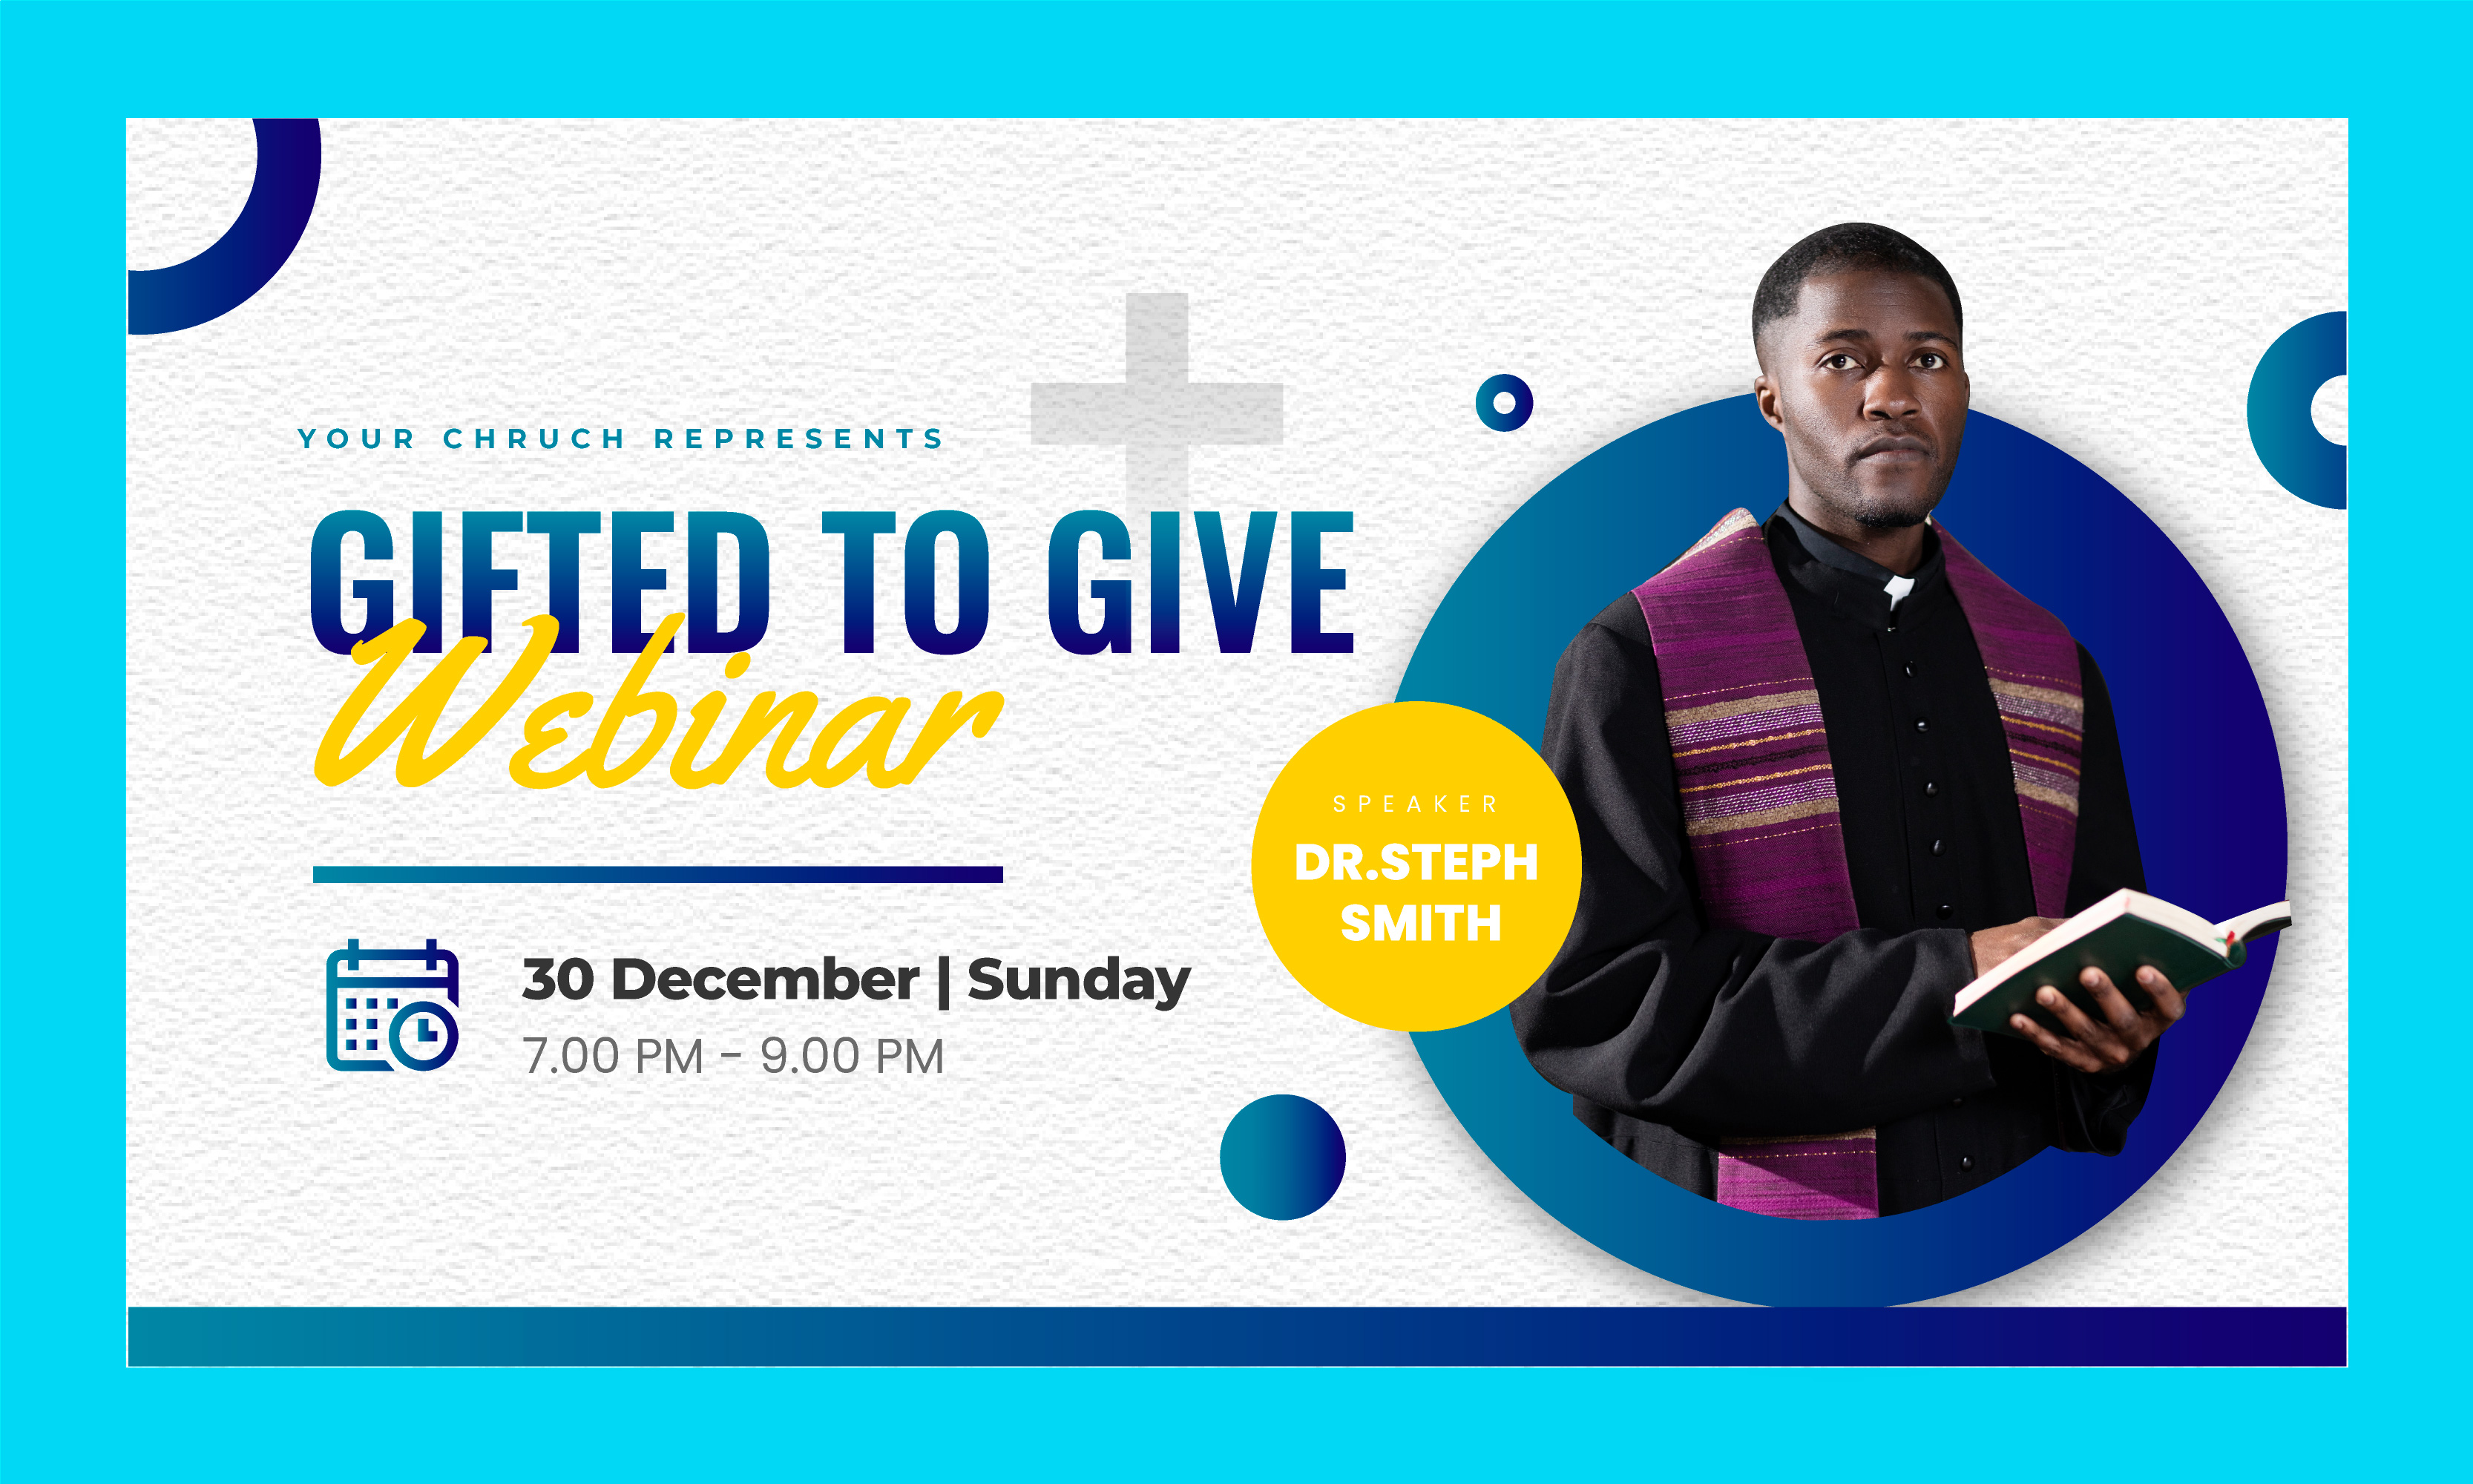 YOUR CHRUCH REPRESENTS
GIFTED TO GIVE
Webinar
30 December | Sunday
7.00 PM - 9.00 PM
SPEAKER
DR.STEPH
SMITH